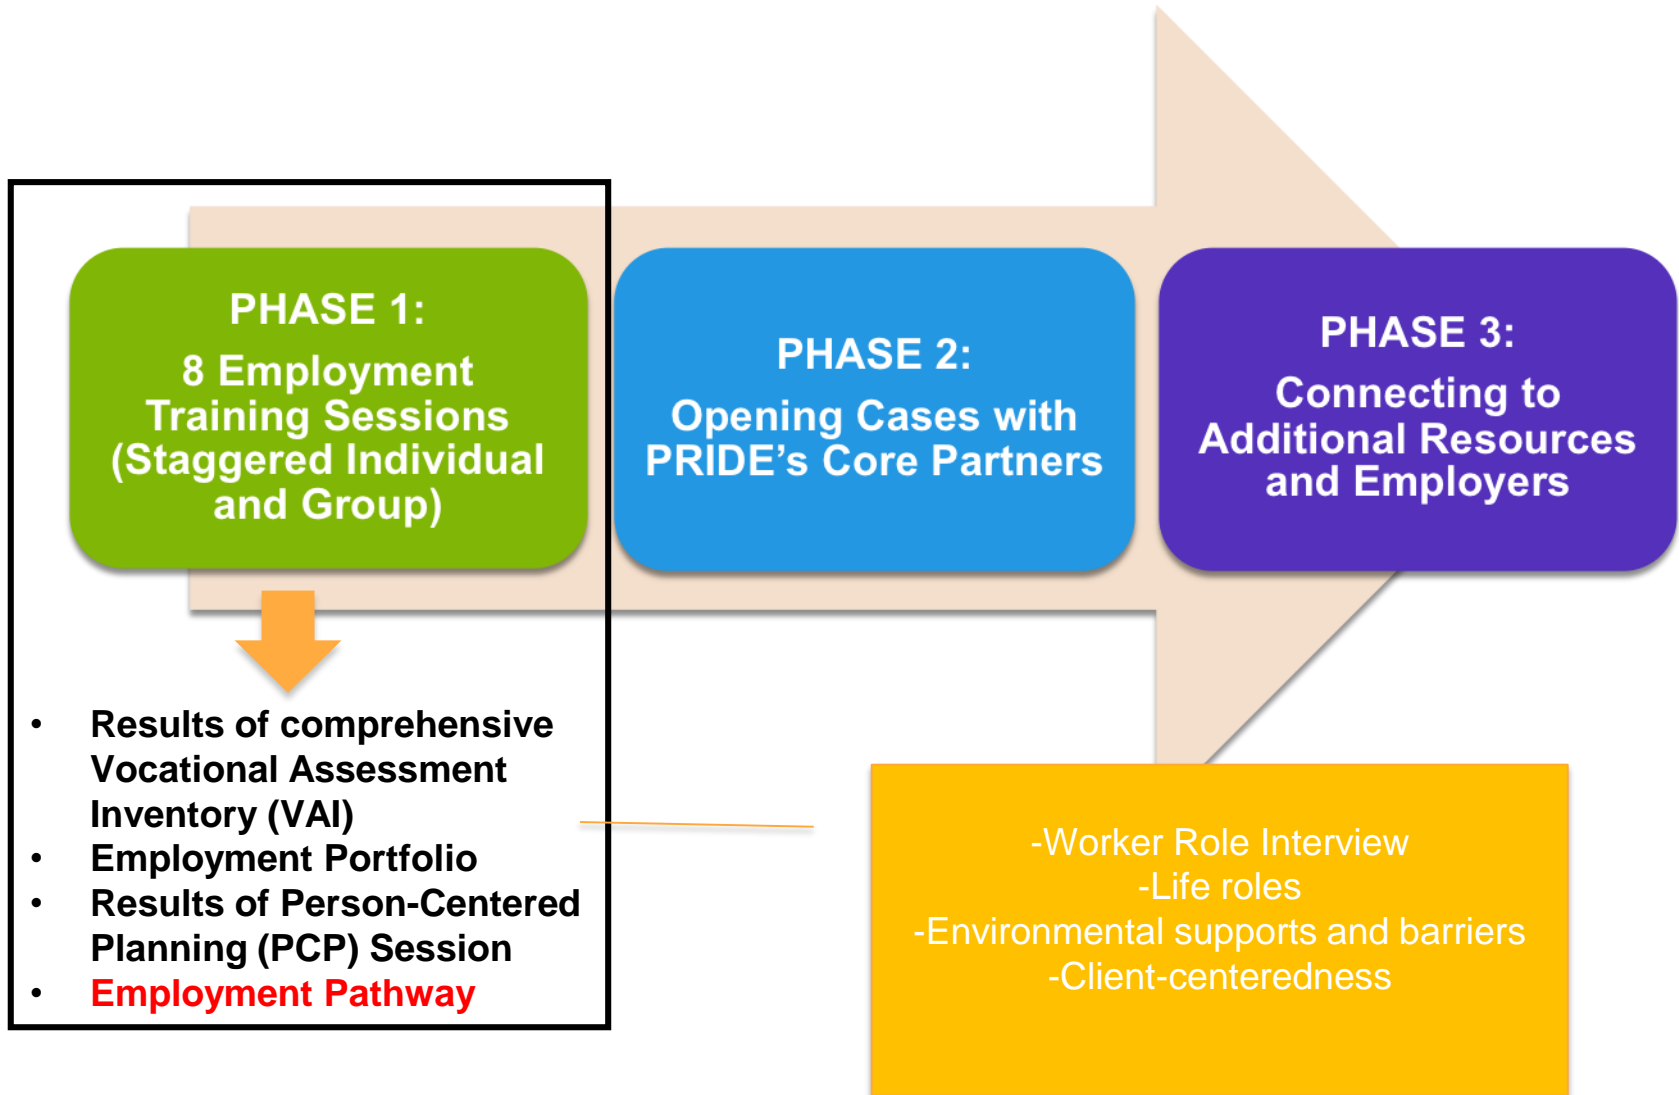 PHASE 1:
8 Employment
Training Sessions
(Staggered Individual
and Group)
PHASE 2:
Opening Cases with
PRIDE’s Core Partners
PHASE 3:
Connecting to
Additional Resources
and Employers
• Results of comprehensive
Vocational Assessment
Inventory (VAI)
• Employment Portfolio
• Results of Person-Centered
Planning (PCP) Session
• Employment Pathway
-Worker Role Interview
-Life roles
-Environmental supports and barriers
-Client-centeredness